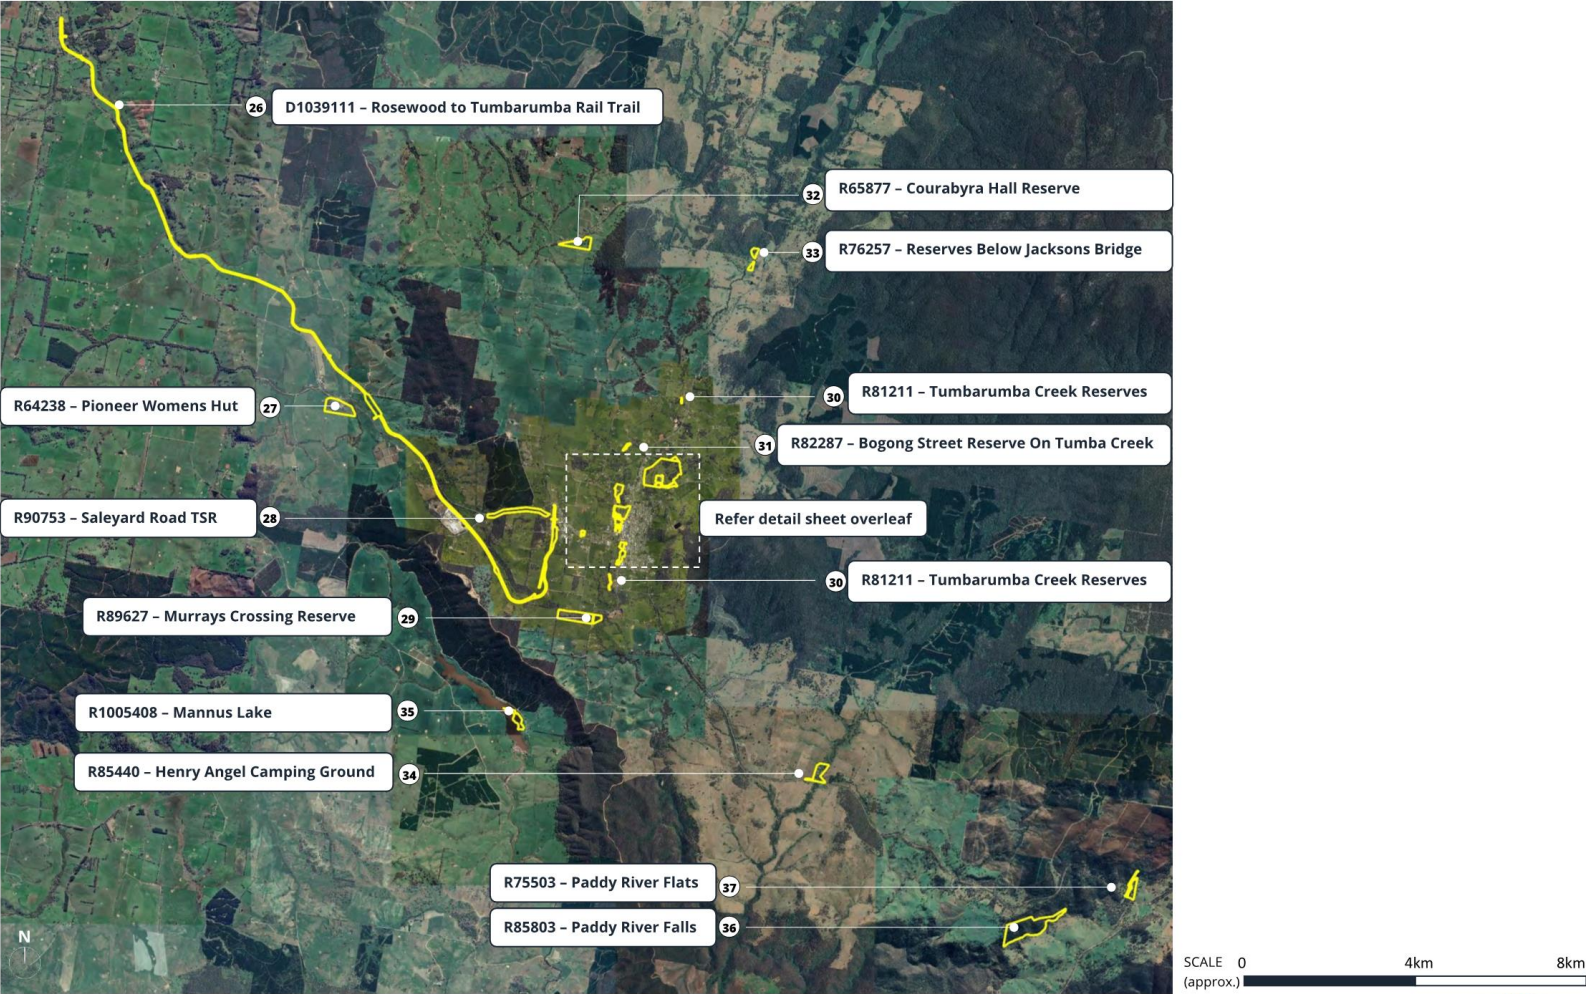 26 D1039111 – Rosewood to Tumbarumba Rail Trail
32 R65877 – Courabyra Hall Reserve
33 R76257 – Reserves Below Jacksons Bridge
R64238 – Pioneer Womens Hut 27
30 R81211 – Tumbarumba Creek Reserves
31 R82287 – Bogong Street Reserve On Tumba Creek
R90753 – Saleyard Road TSR 28
Refer detail sheet overleaf
30 R81211 – Tumbarumba Creek Reserves
R89627 – Murrays Crossing Reserve 29
R1005408 – Mannus Lake 35
R85440 – Henry Angel Camping Ground 34
R75503 – Paddy River Flats 37
R85803 – Paddy River Falls 36
N
SCALE 0 4km 8km
(approx.)